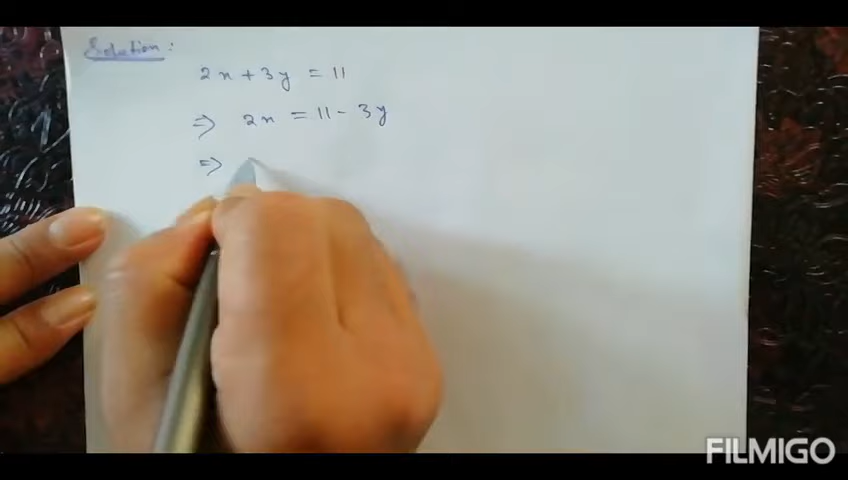 Solution:
2x + 3y = 11
⇒ 2x = 11 - 3y
⇒
FILMIGO